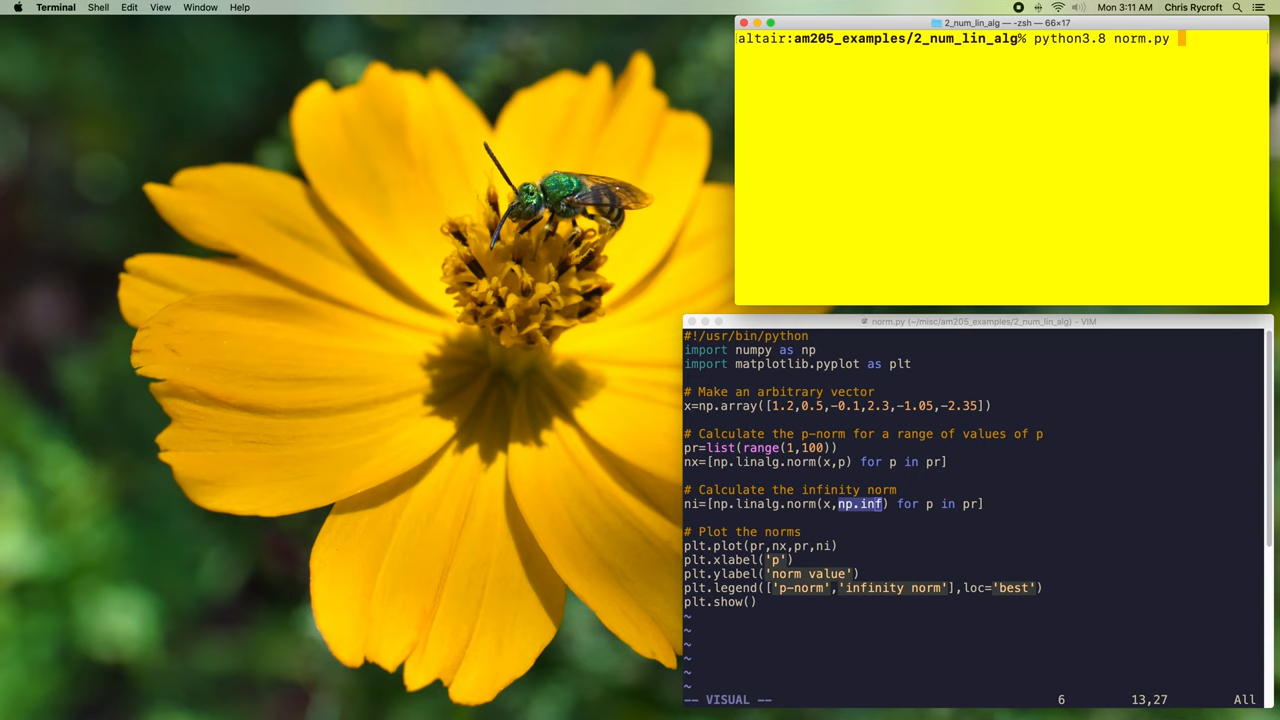 Terminal Shell Edit View Window Help Mon 3:11 AM Chris Rycroft
2_num_lin_alg — -zsh — 66×17
altair:am205_examples/2_num_lin_alg% python3.8 norm.py
norm.py (~/misc/am205_examples/2_num_lin_alg) - VIM
#!/usr/bin/python
import numpy as np
import matplotlib.pyplot as plt
# Make an arbitrary vector
x=np.array([1.2,0.5,-0.1,2.3,-1.05,-2.35])
# Calculate the p-norm for a range of values of p
pr=list(range(1,100))
nx=[np.linalg.norm(x,p) for p in pr]
# Calculate the infinity norm
ni=[np.linalg.norm(x,np.inf) for p in pr]
# Plot the norms
plt.plot(pr,nx,pr,ni)
plt.xlabel('p')
plt.ylabel('norm value')
plt.legend(['p-norm','infinity norm'],loc='best')
plt.show()
~
~
~
~
~
~
-- VISUAL -- 6 13,27 All